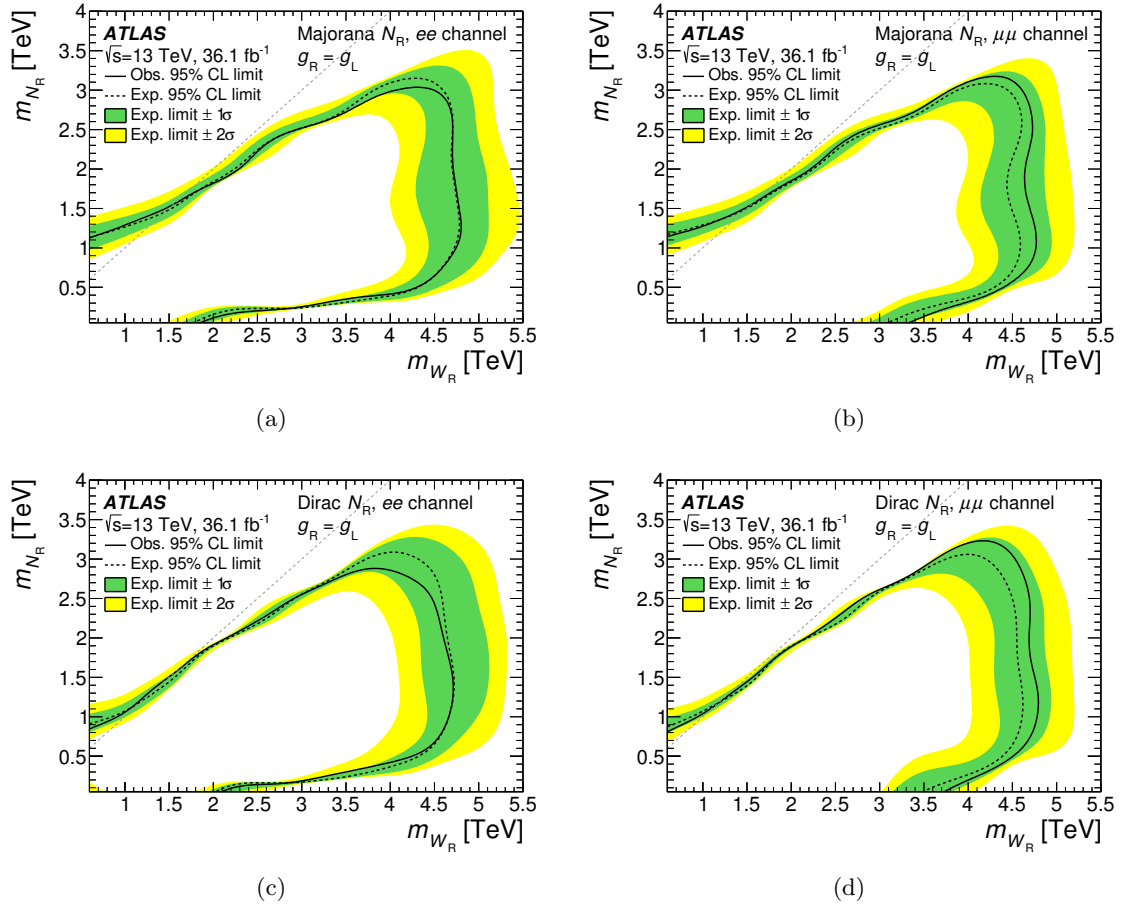 ATLAS
√s=13 TeV, 36.1 fb⁻¹
Obs. 95% CL limit
Exp. 95% CL limit
Exp. limit ± 1σ
Exp. limit ± 2σ
Majorana N_R, ee channel
g_R = g_L
m_{N_R} [TeV]
4
3.5
3
2.5
2
1.5
1
0.5
1 1.5 2 2.5 3 3.5 4 4.5 5 5.5
m_{W_R} [TeV]
(a)
ATLAS
√s=13 TeV, 36.1 fb⁻¹
Obs. 95% CL limit
Exp. 95% CL limit
Exp. limit ± 1σ
Exp. limit ± 2σ
Majorana N_R, μμ channel
g_R = g_L
m_{N_R} [TeV]
4
3.5
3
2.5
2
1.5
1
0.5
1 1.5 2 2.5 3 3.5 4 4.5 5 5.5
m_{W_R} [TeV]
(b)
ATLAS
√s=13 TeV, 36.1 fb⁻¹
Obs. 95% CL limit
Exp. 95% CL limit
Exp. limit ± 1σ
Exp. limit ± 2σ
Dirac N_R, ee channel
g_R = g_L
m_{N_R} [TeV]
4
3.5
3
2.5
2
1.5
1
0.5
1 1.5 2 2.5 3 3.5 4 4.5 5 5.5
m_{W_R} [TeV]
(c)
ATLAS
√s=13 TeV, 36.1 fb⁻¹
Obs. 95% CL limit
Exp. 95% CL limit
Exp. limit ± 1σ
Exp. limit ± 2σ
Dirac N_R, μμ channel
g_R = g_L
m_{N_R} [TeV]
4
3.5
3
2.5
2
1.5
1
0.5
1 1.5 2 2.5 3 3.5 4 4.5 5 5.5
m_{W_R} [TeV]
(d)